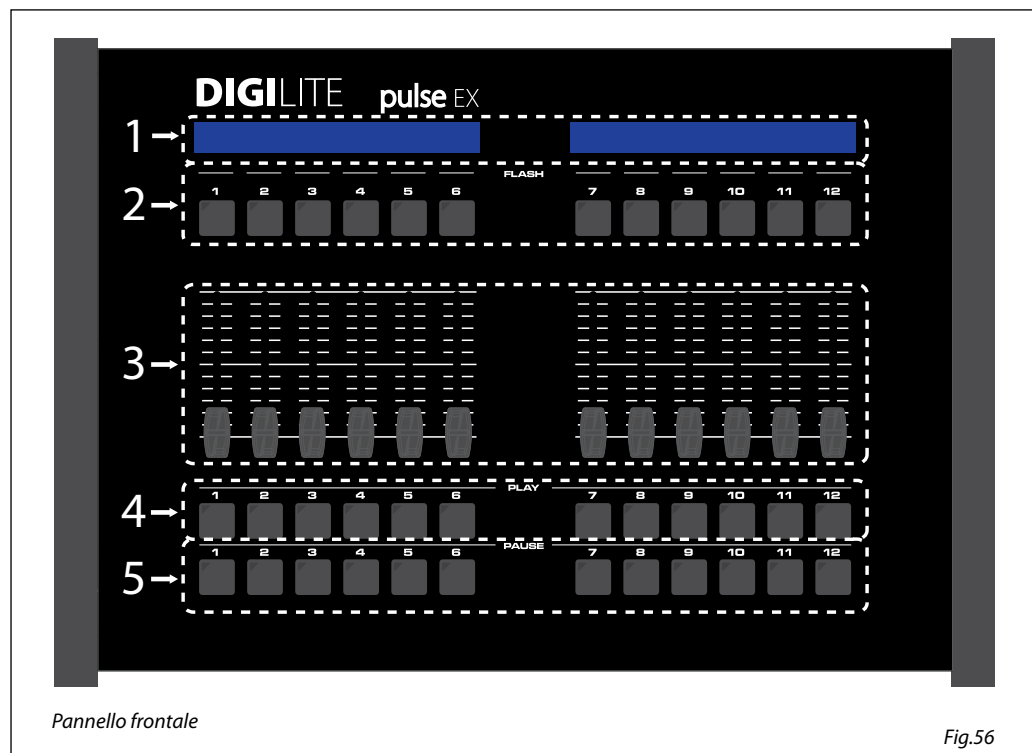 DIGILITE pulse EX
1
FLASH
1 2 3 4 5 6 7 8 9 10 11 12
2
3
PLAY
1 2 3 4 5 6 7 8 9 10 11 12
4
PAUSE
1 2 3 4 5 6 7 8 9 10 11 12
5
Pannello frontale
Fig.56